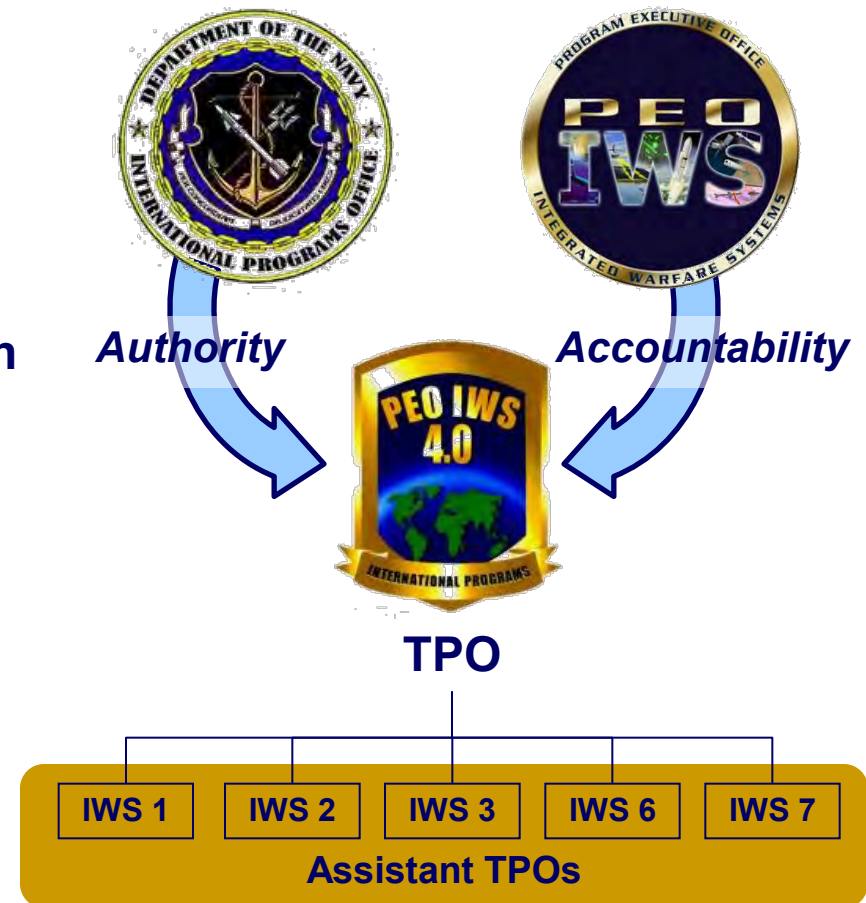 DEPARTMENT OF THE NAVY
INTERNATIONAL PROGRAMS OFFICE
PROGRAM EXECUTIVE OFFICE
PEO
IWS
INTEGRATED WARFARE SYSTEMS
n
Authority
Accountability
PEO IWS
4.0
INTERNATIONAL PROGRAMS
TPO
IWS 1
IWS 2
IWS 3
IWS 6
IWS 7
Assistant TPOs